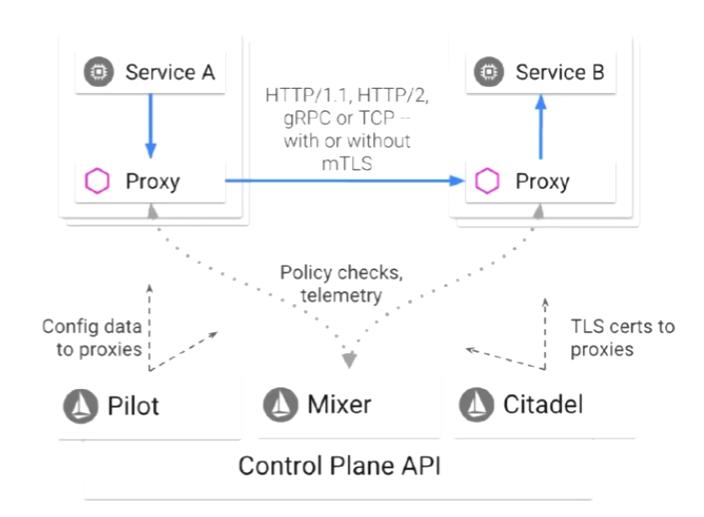 Service A
Service B
HTTP/1.1, HTTP/2,
gRPC or TCP --
with or without
mTLS
Proxy
Proxy
Policy checks,
telemetry
Config data
to proxies
TLS certs to
proxies
Pilot
Mixer
Citadel
Control Plane API